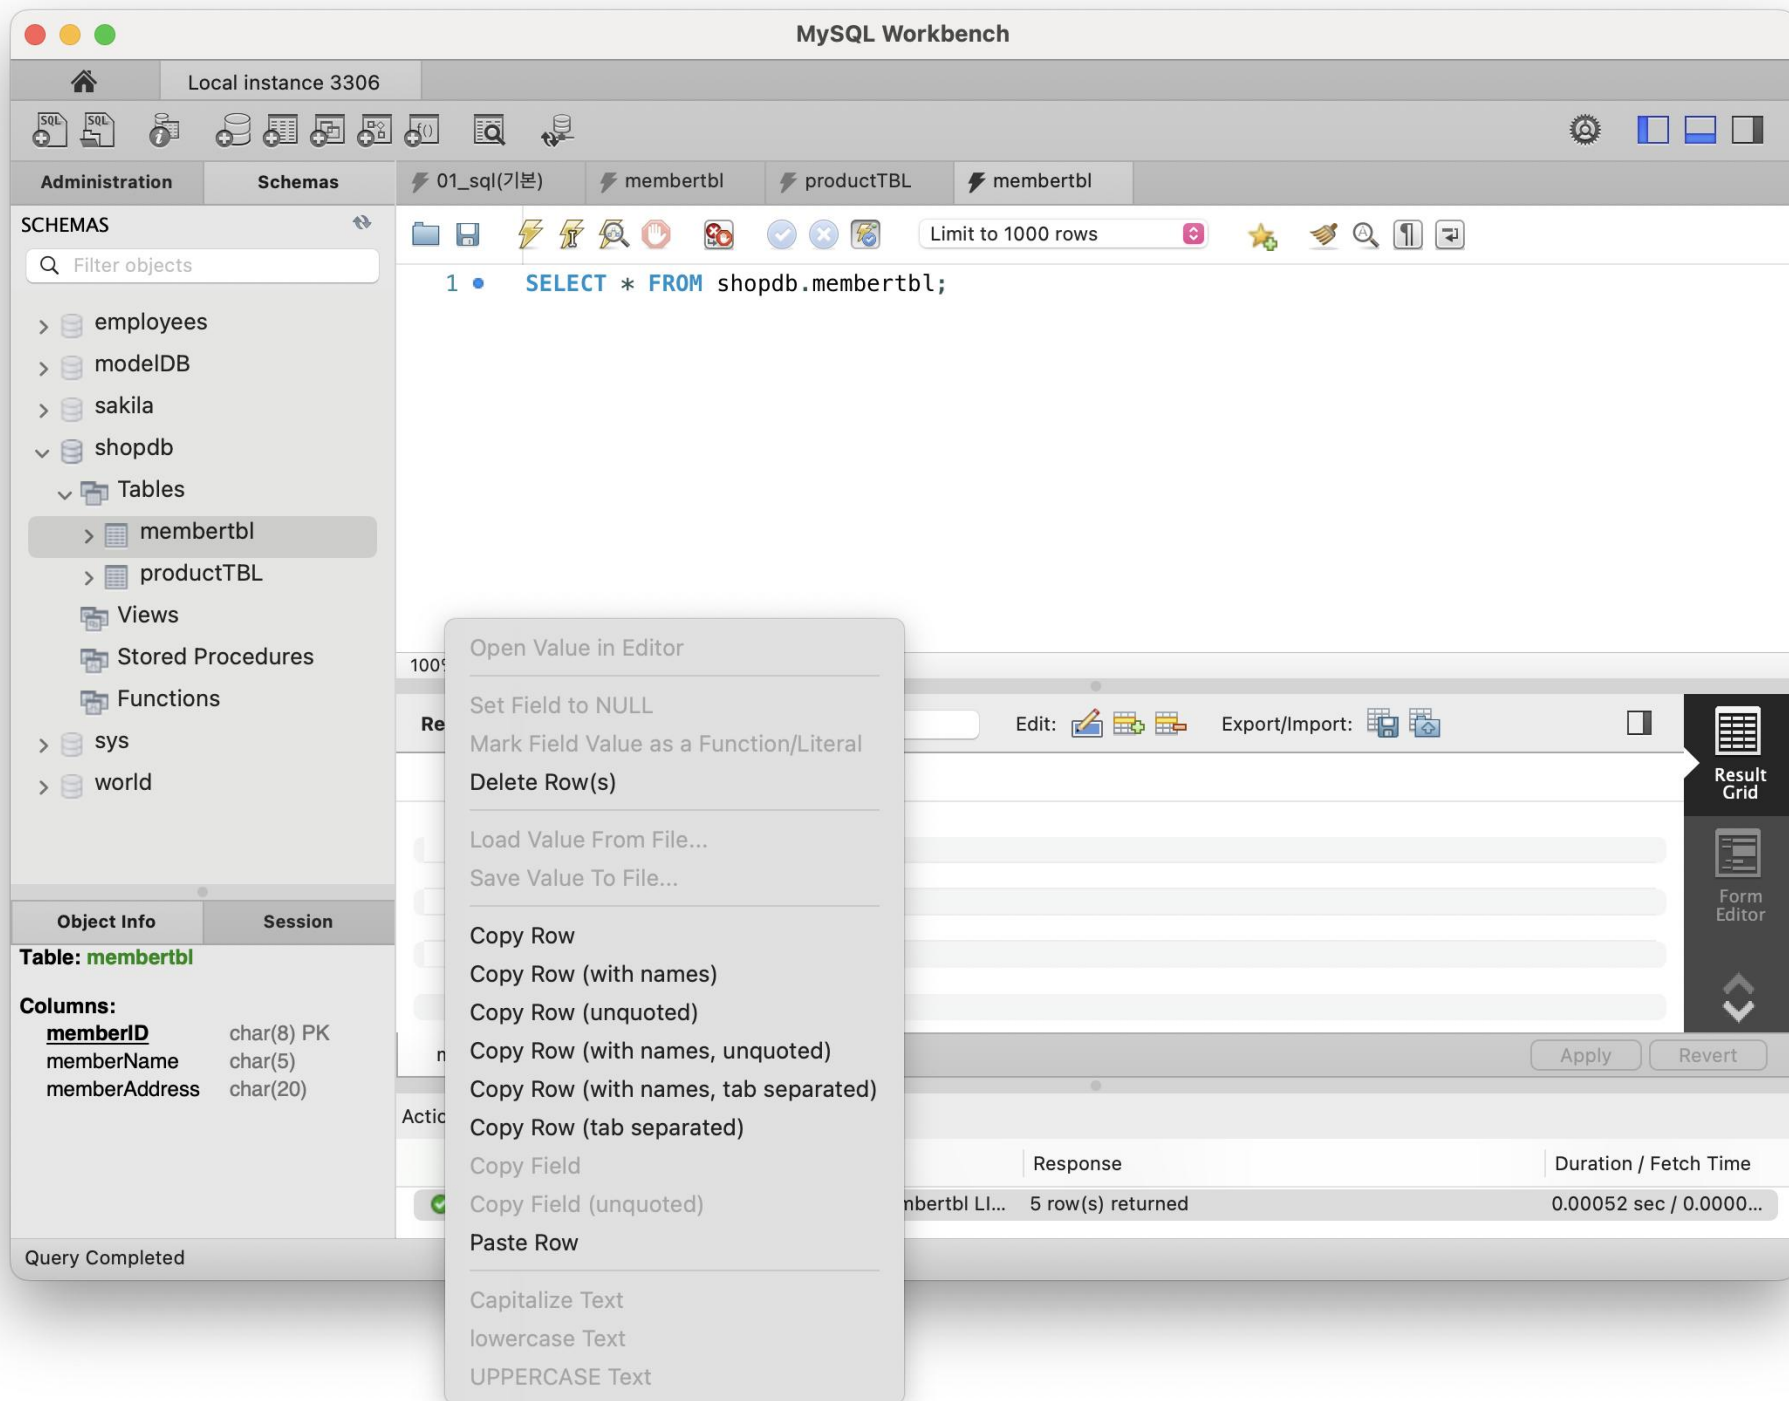 MySQL Workbench
Local instance 3306
Administration
Schemas
01_sql(기본)
membertbl
productTBL
membertbl
SCHEMAS
Filter objects
Limit to 1000 rows
1 SELECT * FROM shopdb.membertbl;
employees
modelDB
sakila
shopdb
Tables
membertbl
productTBL
Views
Stored Procedures
Functions
sys
world
Object Info
Session
Table: membertbl
Columns:
memberID char(8) PK
memberName char(5)
memberAddress char(20)
Query Completed
Open Value in Editor
Set Field to NULL
Mark Field Value as a Function/Literal
Delete Row(s)
Load Value From File...
Save Value To File...
Copy Row
Copy Row (with names)
Copy Row (unquoted)
Copy Row (with names, unquoted)
Copy Row (with names, tab separated)
Copy Row (tab separated)
Copy Field
Copy Field (unquoted)
Paste Row
Capitalize Text
lowercase Text
UPPERCASE Text
Edit:
Export/Import:
Result
Grid
Form
Editor
Apply
Revert
Response
Duration / Fetch Time
LI...
5 row(s) returned
0.00052 sec / 0.0000...